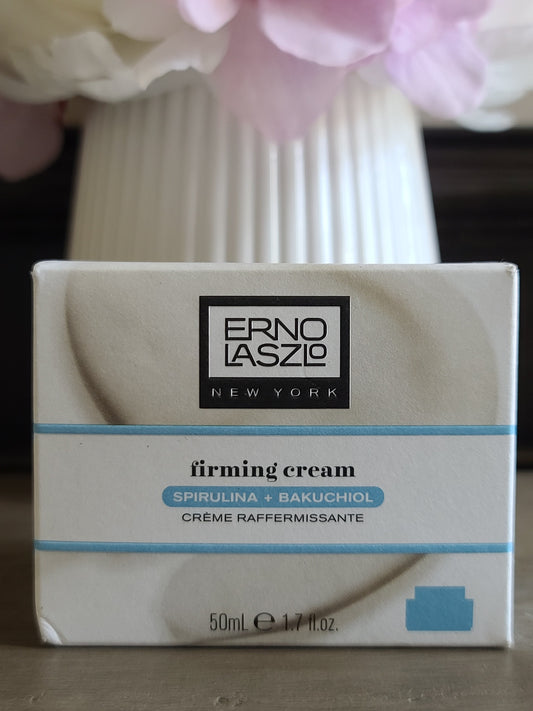 ERNO
LASZLO
NEW YORK
firming cream
SPIRULINA + BAKUCHIOL
CRÈME RAFFERMISSANTE
50mL ℮ 1.7 fl.oz.